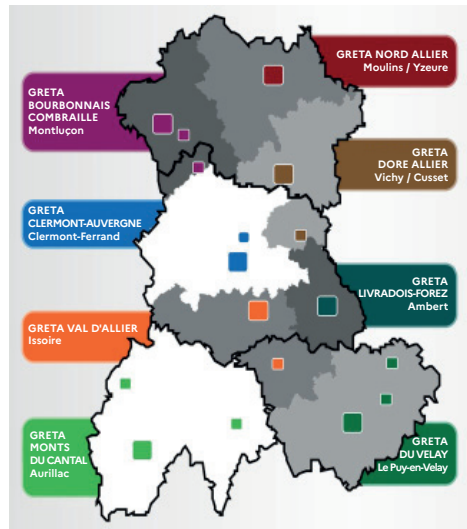 GRETA NORD ALLIER
Moulins / Yzeure
GRETA
BOURBONNAIS
COMBRAILLE
Montluçon
GRETA
DORE ALLIER
Vichy / Cusset
GRETA
CLERMONT-AUVERGNE
Clermont-Ferrand
GRETA
LIVRADOIS-FOREZ
Ambert
GRETA VAL D'ALLIER
Issoire
GRETA
MONTS
DU CANTAL
Aurillac
GRETA
DU VELAY
Le Puy-en-Velay